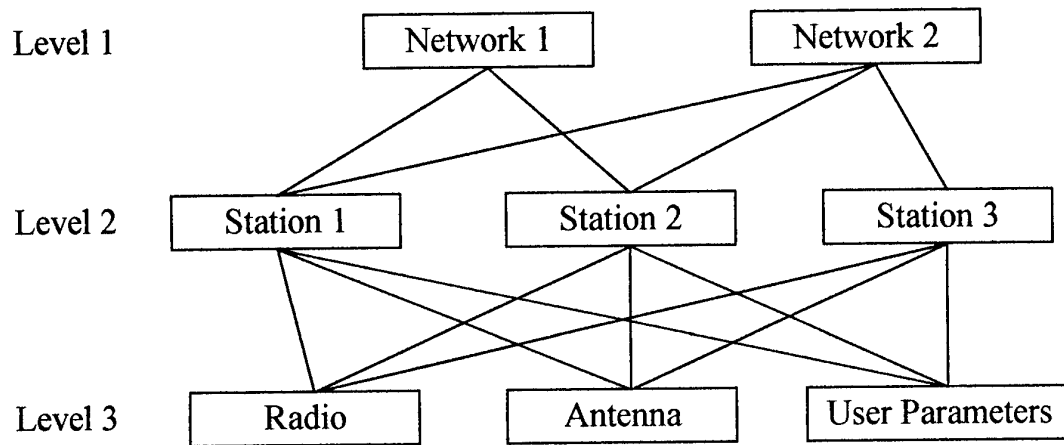 Level 1
Network 1
Network 2
Level 2
Station 1
Station 2
Station 3
Level 3
Radio
Antenna
User Parameters